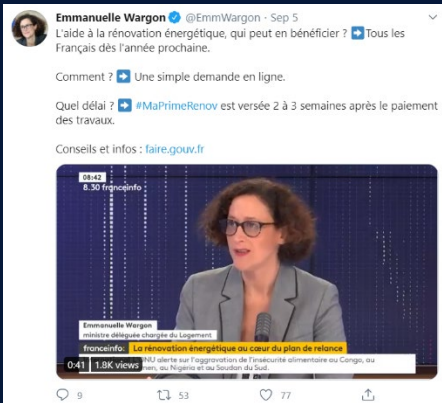 Emmanuelle Wargon @EmmWargon · Sep 5
L'aide à la rénovation énergétique, qui peut en bénéficier ? ➡ Tous les
Français dès l'année prochaine.
Comment ? ➡ Une simple demande en ligne.
Quel délai ? ➡ #MaPrimeRenov est versée 2 à 3 semaines après le paiement
des travaux.
Conseils et infos : faire.gouv.fr
08:42
8.30 franceinfo
Emmanuelle Wargon
ministre déléguée chargée du Logement
franceinfo: La rénovation énergétique au cœur du plan de relance
ONU alerte sur l'aggravation de l'insécurité alimentaire au Congo, au
men, au Nigéria et au Soudan du Sud.
0:41 1.8K views
9 53 77